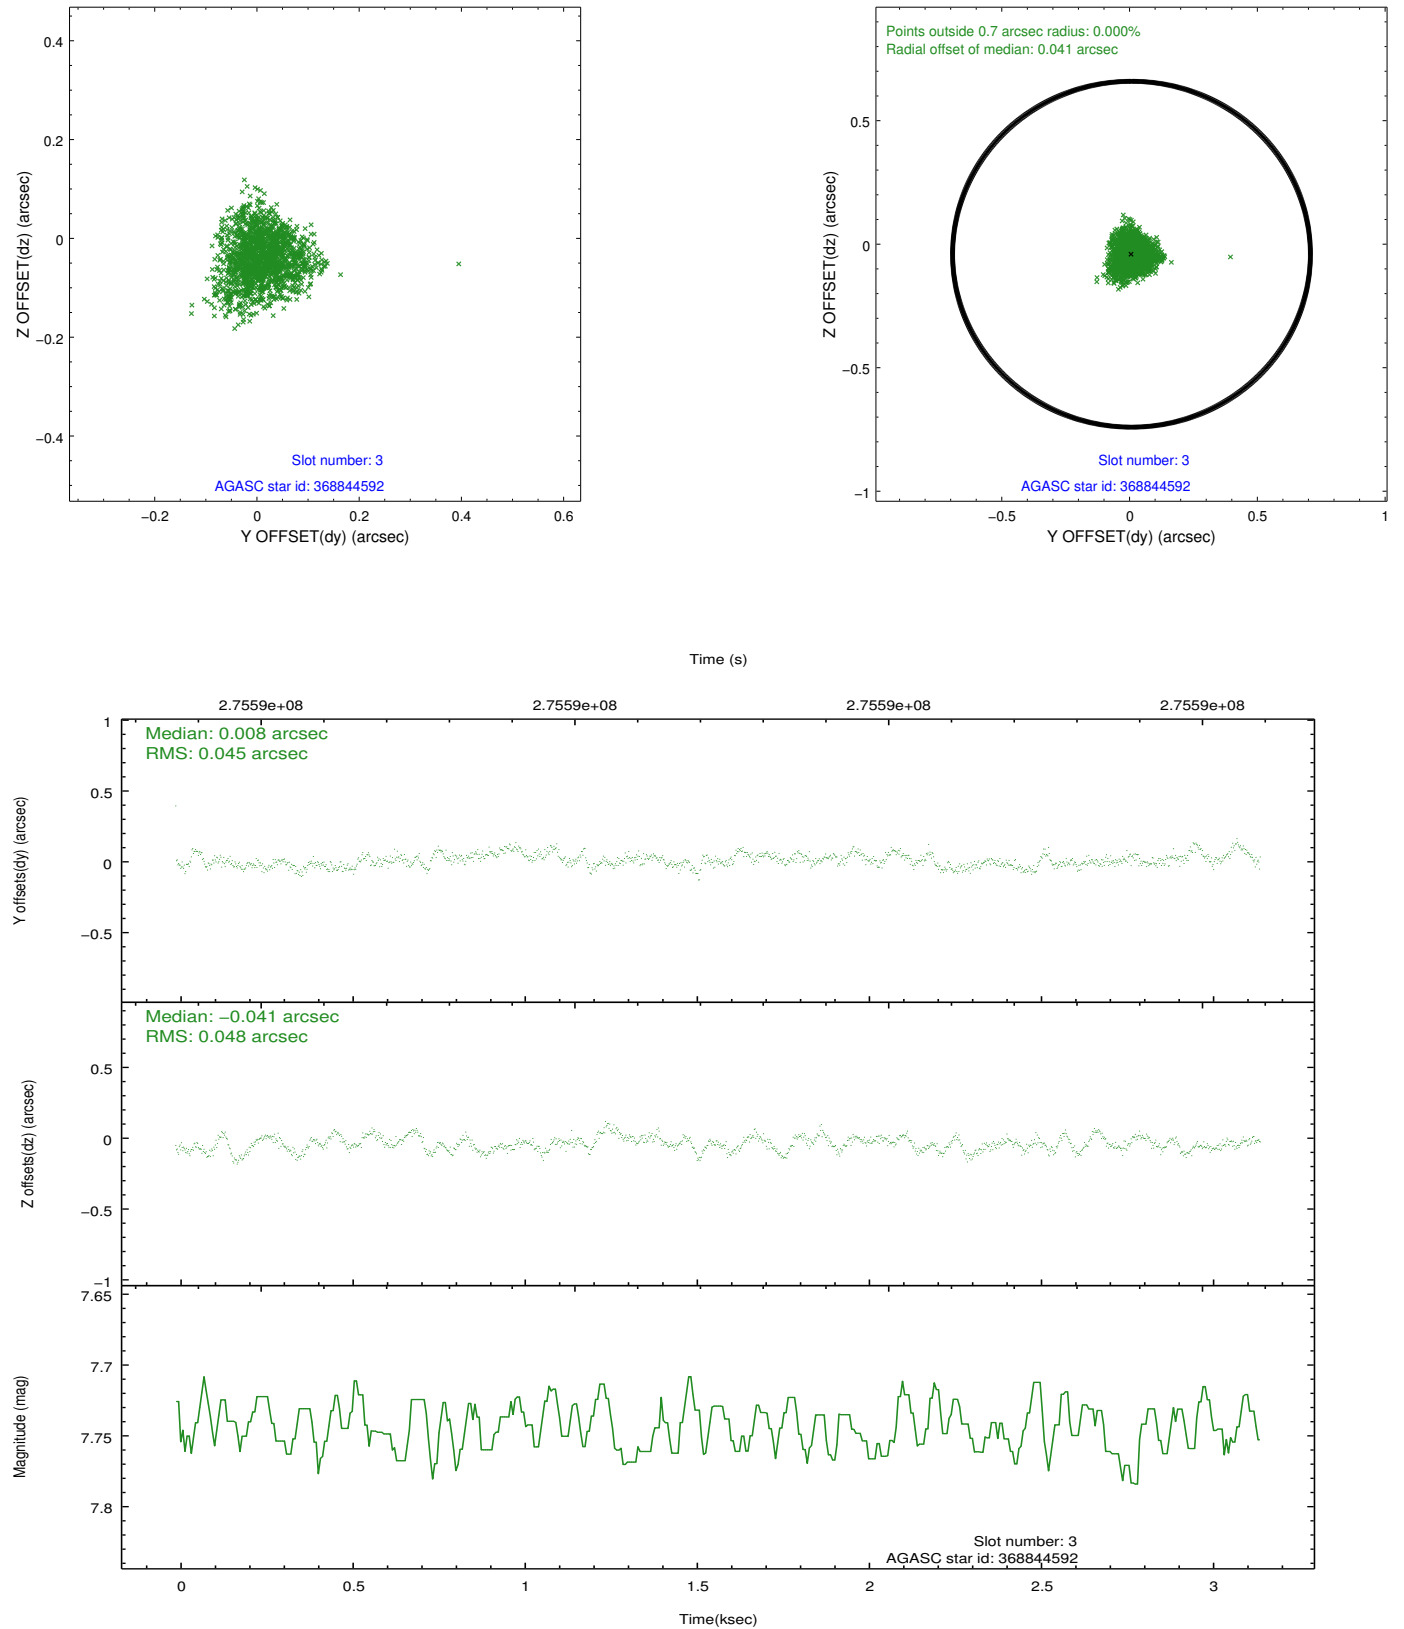 0.4
0.2
0
−0.2
−0.4
Z OFFSET(dz) (arcsec)
Slot number: 3
AGASC star id: 368844592
−0.2 0 0.2 0.4 0.6
Y OFFSET(dy) (arcsec)
Points outside 0.7 arcsec radius: 0.000%
Radial offset of median: 0.041 arcsec
0.5
0
−0.5
−1
Z OFFSET(dz) (arcsec)
Slot number: 3
AGASC star id: 368844592
−0.5 0 0.5 1
Y OFFSET(dy) (arcsec)
Time (s)
2.7559e+08 2.7559e+08 2.7559e+08 2.7559e+08
Median: 0.008 arcsec
RMS: 0.045 arcsec
1
0.5
0
−0.5
Y offsets(dy) (arcsec)
Median: −0.041 arcsec
RMS: 0.048 arcsec
0.5
0
−0.5
−1
Z offsets(dz) (arcsec)
7.65
7.7
7.75
7.8
Magnitude (mag)
Slot number: 3
AGASC star id: 368844592
0 0.5 1 1.5 2 2.5 3
Time(ksec)